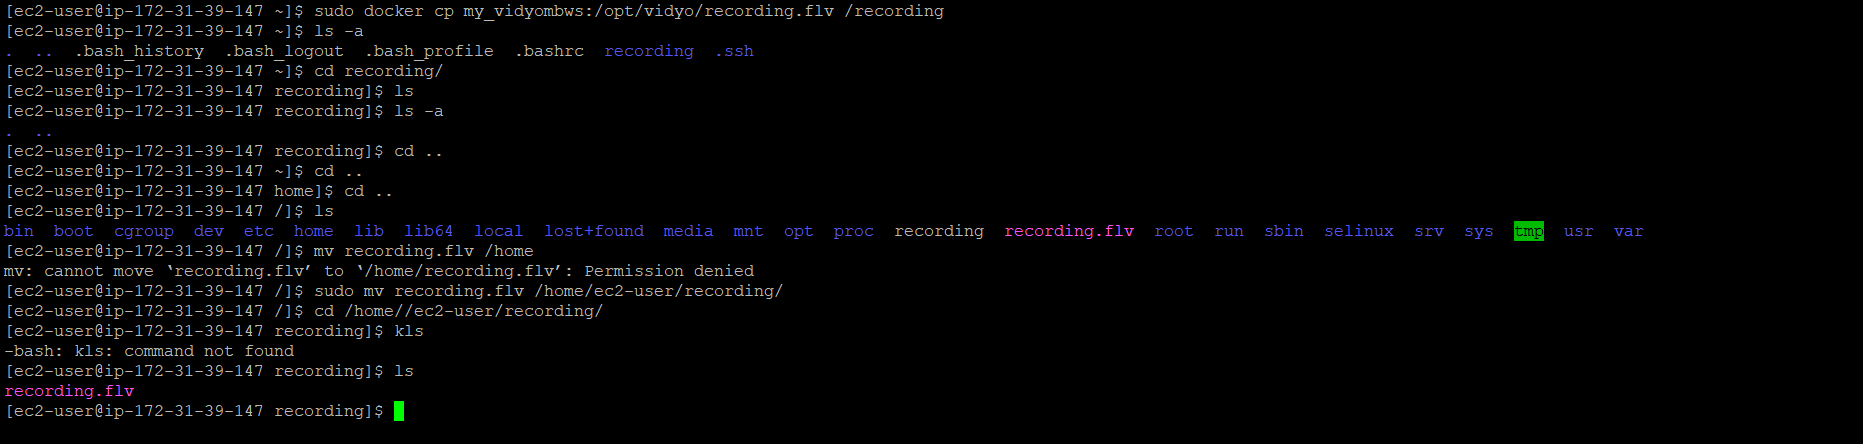 [ec2-user@ip-172-31-39-147 ~]$ sudo docker cp my_vidyombws:/opt/vidyo/recording.flv /recording
[ec2-user@ip-172-31-39-147 ~]$ ls -a
.  ..  .bash_history  .bash_logout  .bash_profile  .bashrc  recording  .ssh
[ec2-user@ip-172-31-39-147 ~]$ cd recording/
[ec2-user@ip-172-31-39-147 recording]$ ls
[ec2-user@ip-172-31-39-147 recording]$ ls -a
.  ..
[ec2-user@ip-172-31-39-147 recording]$ cd ..
[ec2-user@ip-172-31-39-147 ~]$ cd ..
[ec2-user@ip-172-31-39-147 home]$ cd ..
[ec2-user@ip-172-31-39-147 /]$ ls
bin  boot  cgroup  dev  etc  home  lib  lib64  local  lost+found  media  mnt  opt  proc  recording  recording.flv  root  run  sbin  selinux  srv  sys  tmp  usr  var
[ec2-user@ip-172-31-39-147 /]$ mv recording.flv /home
mv: cannot move ‘recording.flv’ to ‘/home/recording.flv’: Permission denied
[ec2-user@ip-172-31-39-147 /]$ sudo mv recording.flv /home/ec2-user/recording/
[ec2-user@ip-172-31-39-147 /]$ cd /home//ec2-user/recording/
[ec2-user@ip-172-31-39-147 recording]$ kls
-bash: kls: command not found
[ec2-user@ip-172-31-39-147 recording]$ ls
recording.flv
[ec2-user@ip-172-31-39-147 recording]$